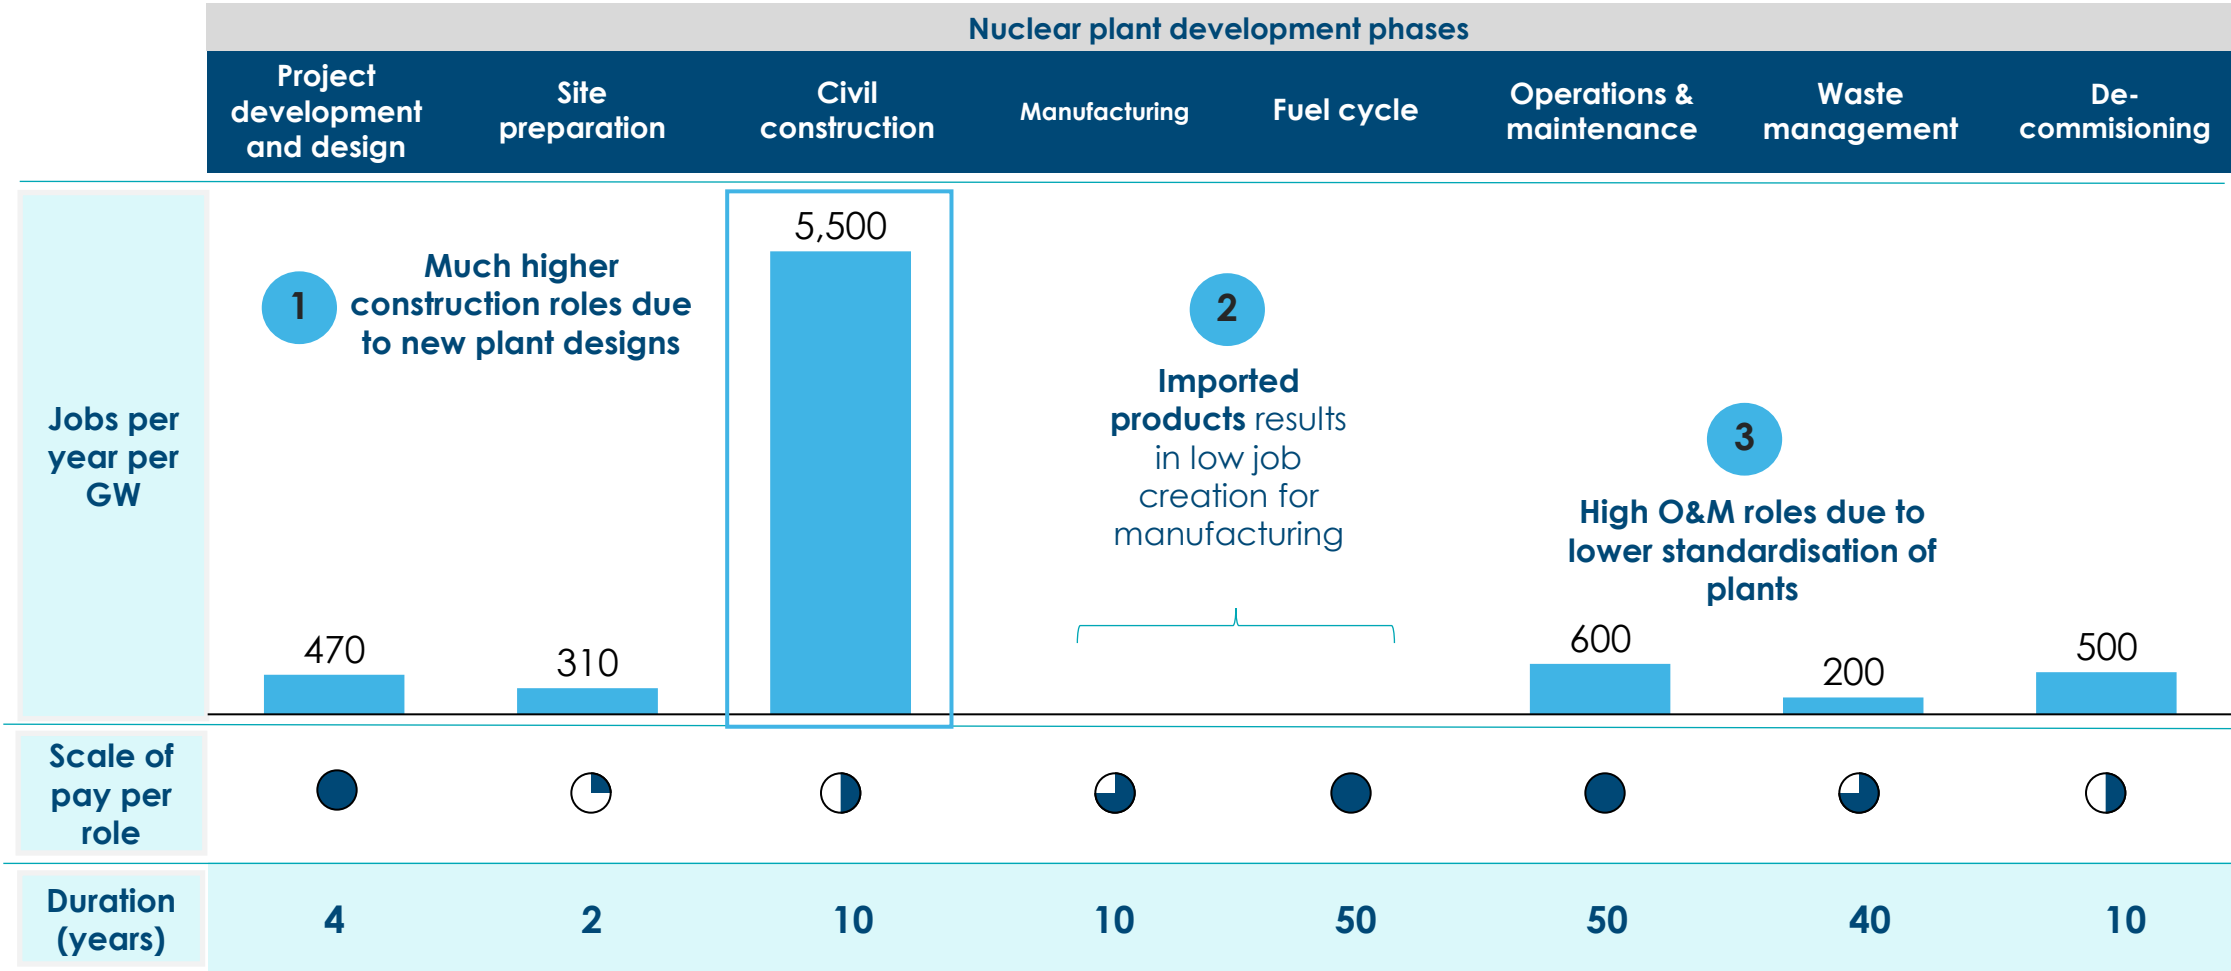 Nuclear plant development phases
Project
development
and design
Site
preparation
Civil
construction
Manufacturing
Fuel cycle
Operations &
maintenance
Waste
management
De-
commisioning
Jobs per
year per
GW
470
310
5,500
600
200
500
1
Much higher
construction roles due
to new plant designs
2
Imported
products results
in low job
creation for
manufacturing
3
High O&M roles due to
lower standardisation of
plants
Scale of
pay per
role
Duration
(years)
4
2
10
10
50
50
40
10